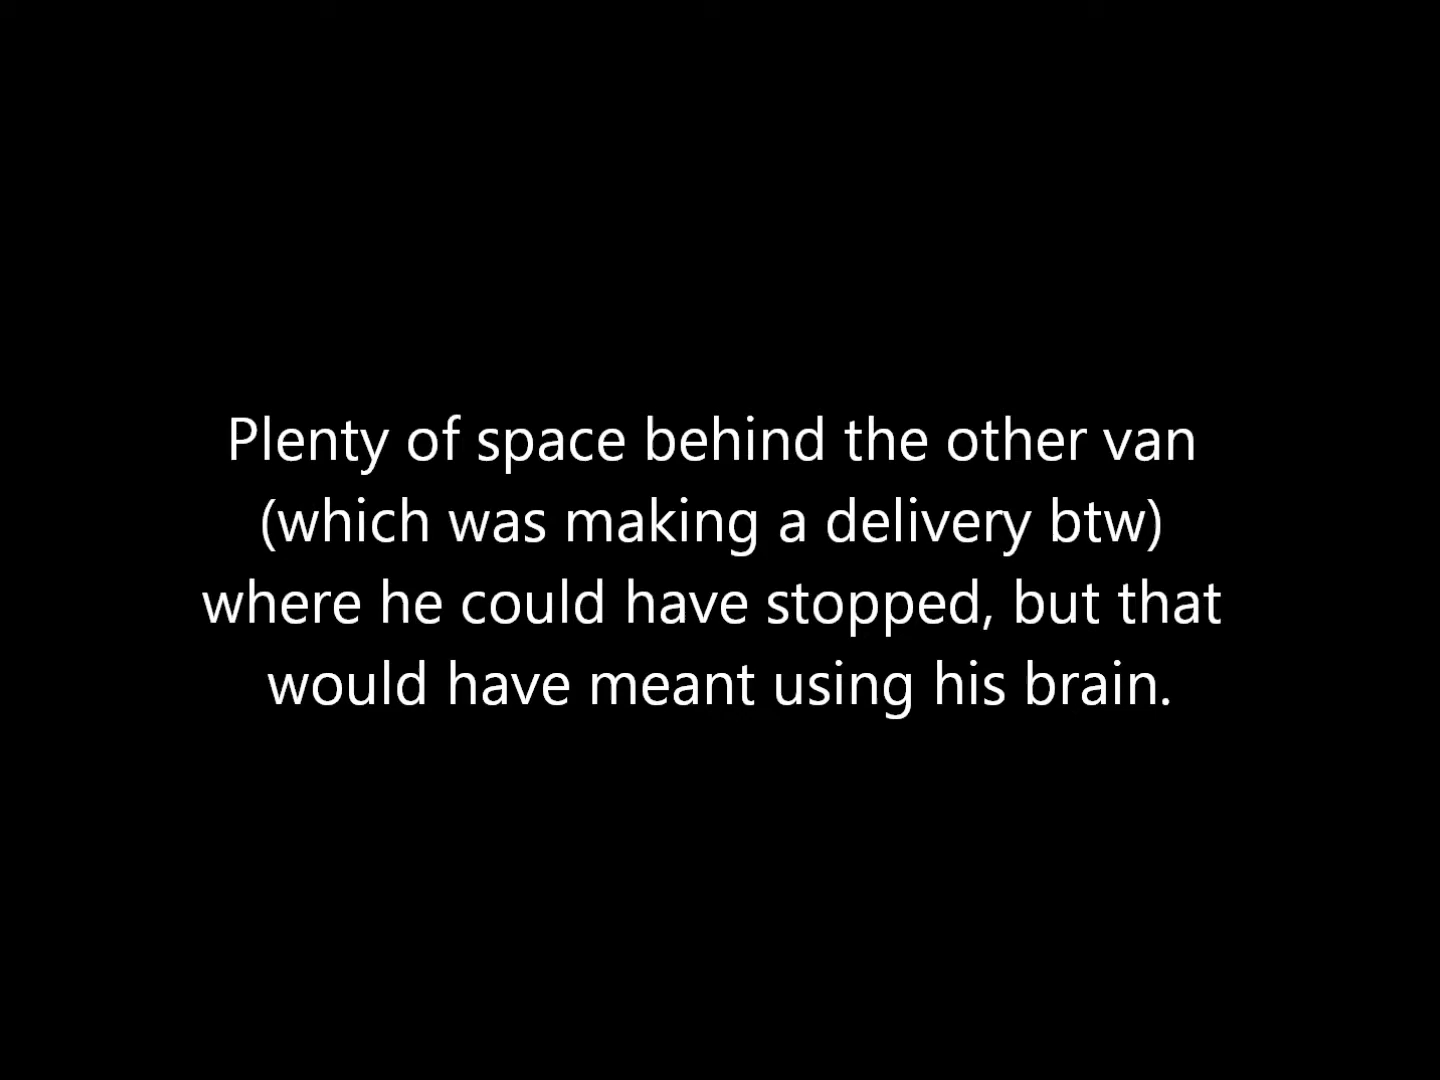 Plenty of space behind the other van
(which was making a delivery btw)
where he could have stopped, but that
would have meant using his brain.